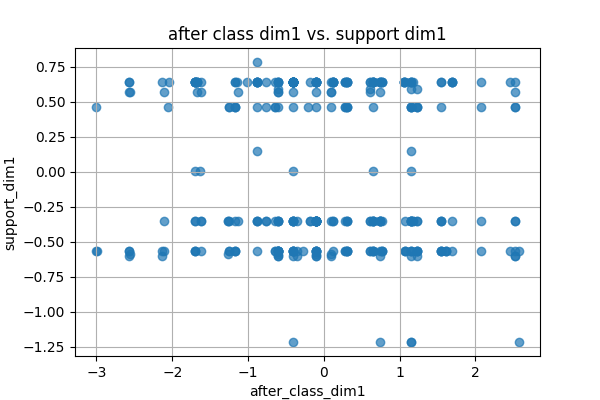 after class dim1 vs. support dim1
support_dim1
0.75
0.50
0.25
0.00
−0.25
−0.50
−0.75
−1.00
−1.25
−3 −2 −1 0 1 2
after_class_dim1